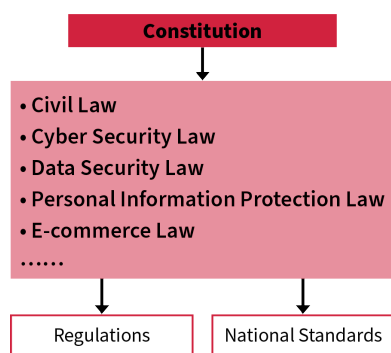 Constitution
• Civil Law
• Cyber Security Law
• Data Security Law
• Personal Information Protection Law
• E-commerce Law
......
Regulations
National Standards